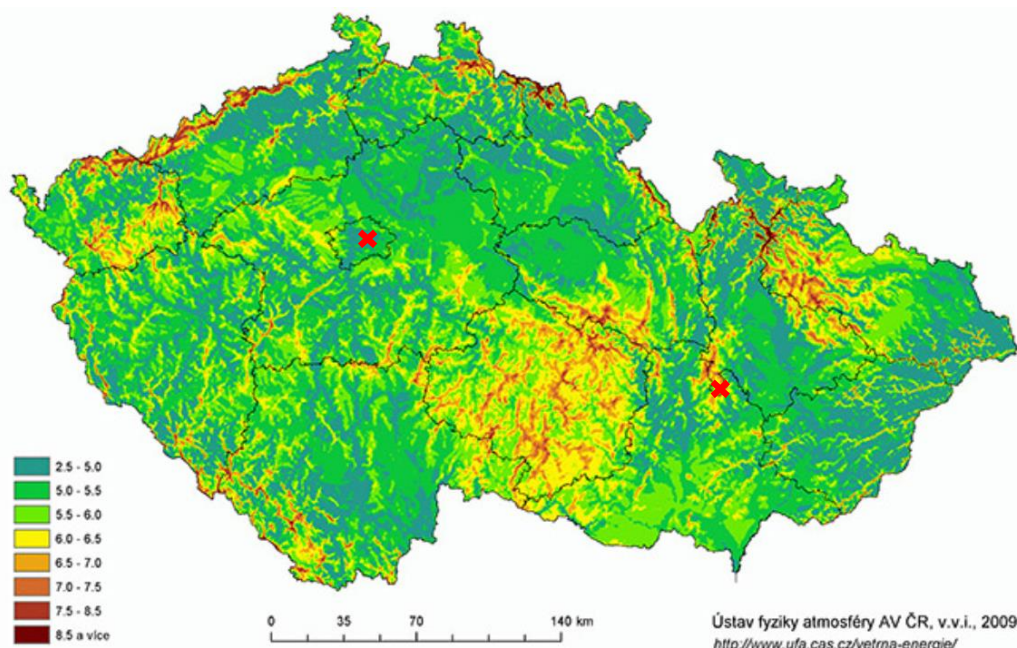 2.5 - 5.0
5.0 - 5.5
5.5 - 6.0
6.0 - 6.5
6.5 - 7.0
7.0 - 7.5
7.5 - 8.5
8.5 a více
0 35 70 140 km
Ústav fyziky atmosféry AV ČR, v.v.i., 2009
http://www.ufa.cas.cz/vetrna-energie/